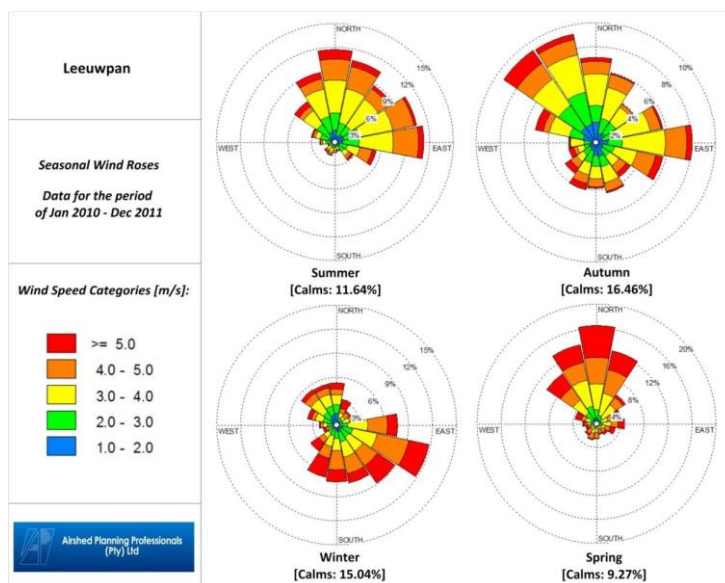 Leeuwpan
Seasonal Wind Roses
Data for the period
of Jan 2010 - Dec 2011
Wind Speed Categories [m/s]:
>= 5.0
4.0 - 5.0
3.0 - 4.0
2.0 - 3.0
1.0 - 2.0
Airshed Planning Professionals
(Pty) Ltd
NORTH
15%
12%
9%
6%
3%
WEST
EAST
SOUTH
Summer
[Calms: 11.64%]
NORTH
10%
8%
6%
4%
2%
WEST
EAST
SOUTH
Autumn
[Calms: 16.46%]
NORTH
15%
12%
9%
6%
3%
WEST
EAST
SOUTH
Winter
[Calms: 15.04%]
NORTH
20%
16%
12%
8%
4%
WEST
EAST
SOUTH
Spring
[Calms: 9.27%]